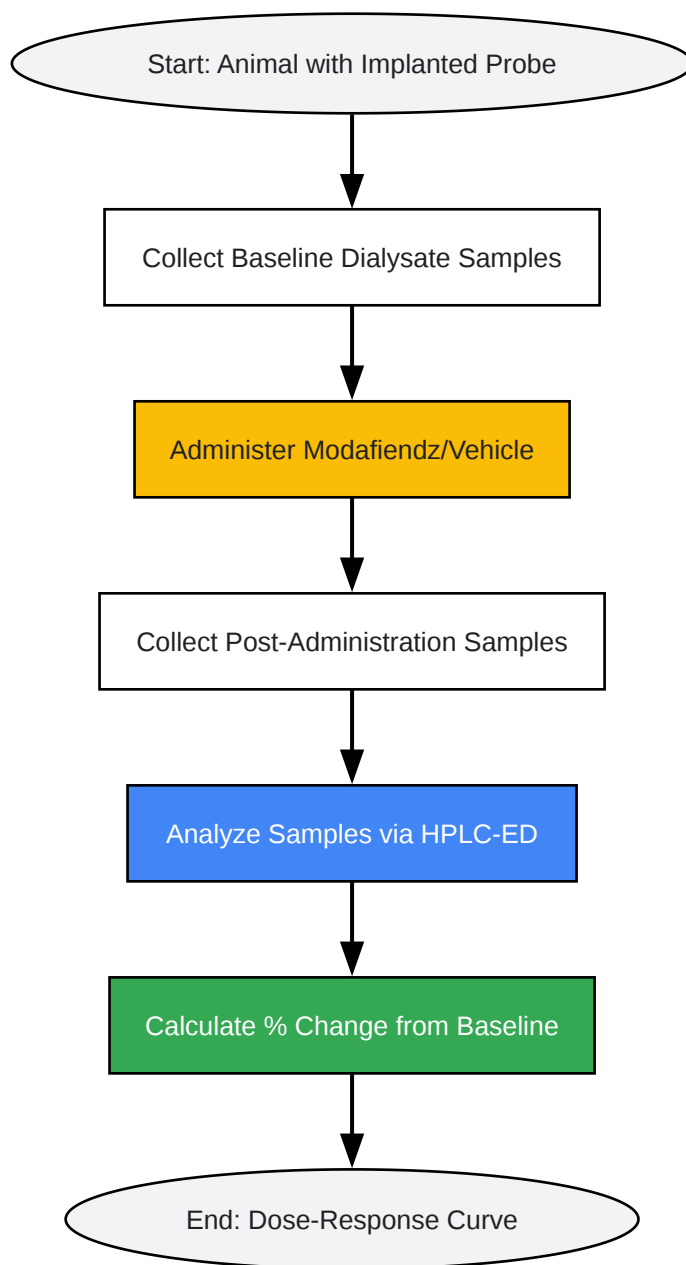 Start: Animal with Implanted Probe
Collect Baseline Dialysate Samples
Administer Modafiendz/Vehicle
Collect Post-Administration Samples
Analyze Samples via HPLC-ED
Calculate % Change from Baseline
End: Dose-Response Curve